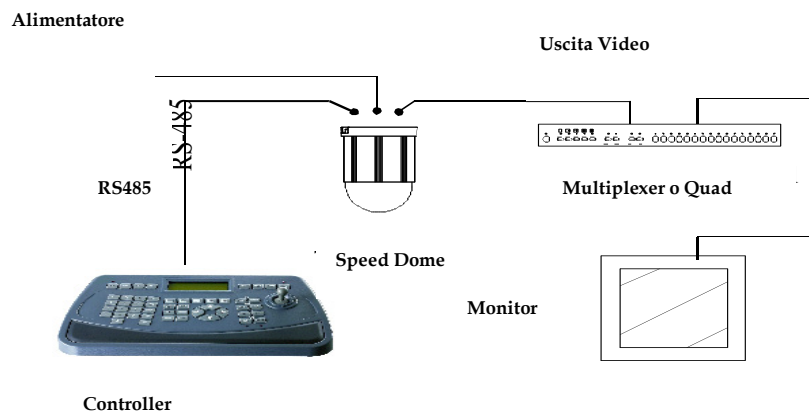 Alimentatore
Uscita Video
RS-485
RS485
Multiplexer o Quad
Speed Dome
Monitor
Controller